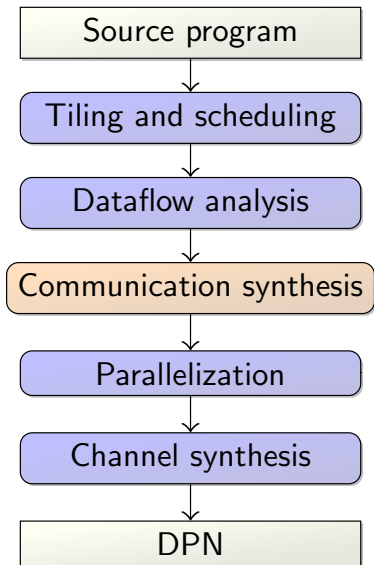 Source program
Tiling and scheduling
Dataflow analysis
Communication synthesis
Parallelization
Channel synthesis
DPN